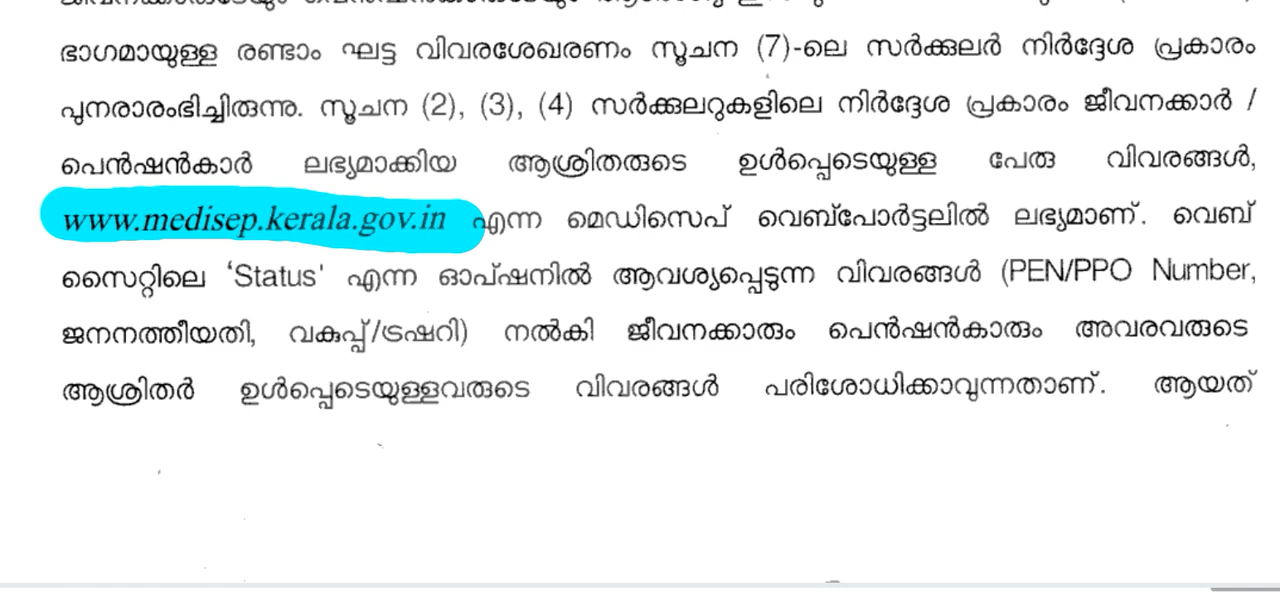 ഭാഗമായുള്ള രണ്ടാം ഘട്ട വിവരശേഖരണം സൂചന (7)-ലെ സർക്കുലർ നിർദ്ദേശ പ്രകാരം
പുനരാരംഭിച്ചിരുന്നു. സൂചന (2), (3), (4) സർക്കുലറുകളിലെ നിർദ്ദേശ പ്രകാരം ജീവനക്കാർ /
പെൻഷൻകാർ ലഭ്യമാക്കിയ ആശ്രിതരുടെ ഉൾപ്പെടെയുള്ള പേരു വിവരങ്ങൾ,
www.medisep.kerala.gov.in എന്ന മെഡിസെപ് വെബ്പോർട്ടലിൽ ലഭ്യമാണ്. വെബ്
സൈറ്റിലെ ‘Status' എന്ന ഓപ്ഷനിൽ ആവശ്യപ്പെടുന്ന വിവരങ്ങൾ (PEN/PPO Number,
ജനനത്തീയതി, വകുപ്പ്/ട്രഷറി) നൽകി ജീവനക്കാരും പെൻഷൻകാരും അവരവരുടെ
ആശ്രിതർ ഉൾപ്പെടെയുള്ളവരുടെ വിവരങ്ങൾ പരിശോധിക്കാവുന്നതാണ്. ആയത്